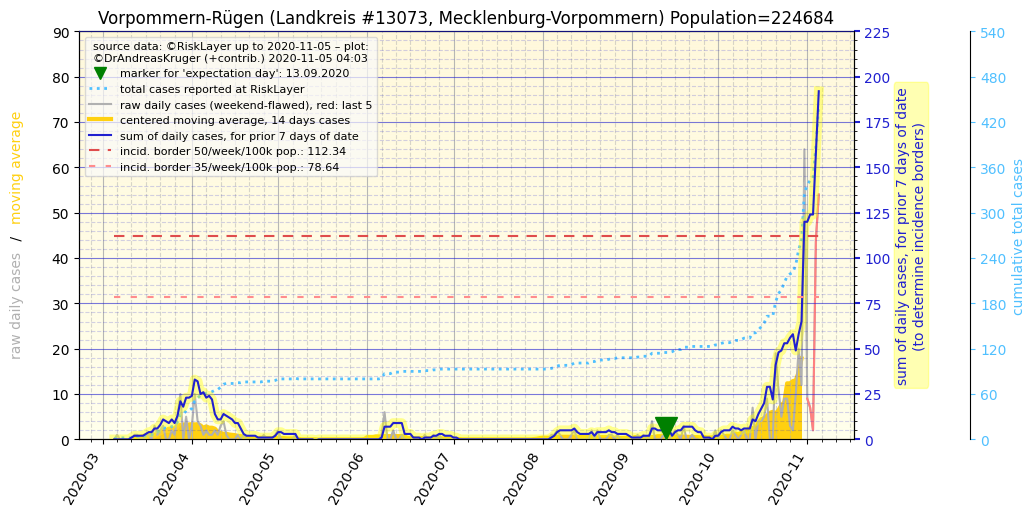 Vorpommern-Rügen (Landkreis #13073, Mecklenburg-Vorpommern) Population=224684
source data: ©RiskLayer up to 2020-11-05 – plot:
©DrAndreasKruger (+contrib.) 2020-11-05 04:03
marker for 'expectation day': 13.09.2020
total cases reported at RiskLayer
raw daily cases (weekend-flawed), red: last 5
centered moving average, 14 days cases
sum of daily cases, for prior 7 days of date
incid. border 50/week/100k pop.: 112.34
incid. border 35/week/100k pop.: 78.64
raw daily cases / moving average
90
80
70
60
50
40
30
20
10
0
2020-03
2020-04
2020-05
2020-06
2020-07
2020-08
2020-09
2020-10
2020-11
225
200
175
150
125
100
75
50
25
0
sum of daily cases, for prior 7 days of date
(to determine incidence borders)
540
480
420
360
300
240
180
120
60
0
cumulative total cases